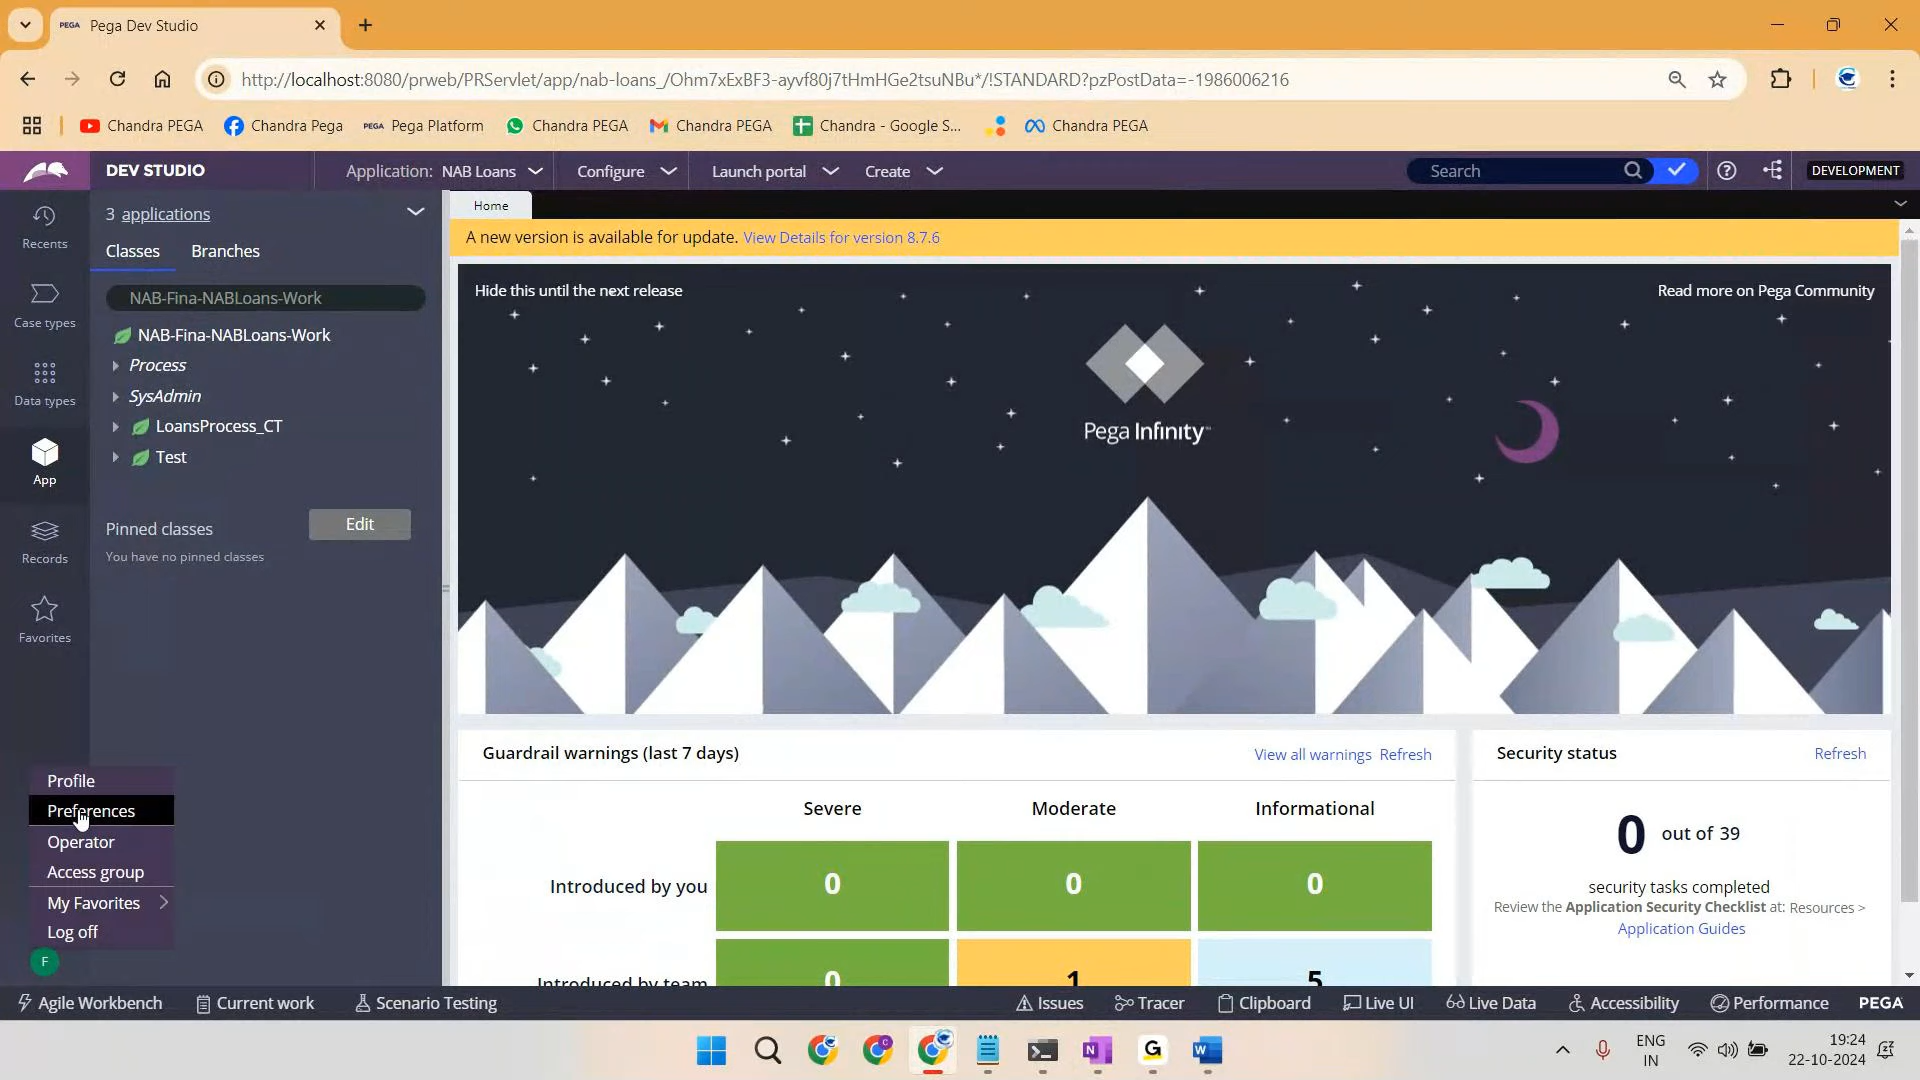 PEGA Pega Dev Studio
http://localhost:8080/prweb/PRServlet/app/nab-loans_/Ohm7xExBF3-ayvf80j7tHmHGe2tsuNBu*/!STANDARD?pzPostData=-1986006216
Chandra PEGA Chandra Pega PEGA Pega Platform Chandra PEGA Chandra PEGA Chandra - Google S... Chandra PEGA
DEV STUDIO Application: NAB Loans Configure Launch portal Create Search DEVELOPMENT
3 applications
Classes Branches
NAB-Fina-NABLoans-Work
NAB-Fina-NABLoans-Work
Process
SysAdmin
LoansProcess_CT
Test
Pinned classes Edit
You have no pinned classes
Recents
Case types
Data types
App
Records
Favorites
Profile
Preferences
Operator
Access group
My Favorites
Log off
F
Home
A new version is available for update. View Details for version 8.7.6
Hide this until the next release Read more on Pega Community
Pega Infinity™
Guardrail warnings (last 7 days) View all warnings Refresh
Severe Moderate Informational
Introduced by you 0 0 0
Introduced by team 0 1 5
Security status Refresh
0 out of 39
security tasks completed
Review the Application Security Checklist at: Resources >
Application Guides
Agile Workbench Current work Scenario Testing Issues Tracer Clipboard Live UI Live Data Accessibility Performance PEGA
ENG
IN
19:24
22-10-2024